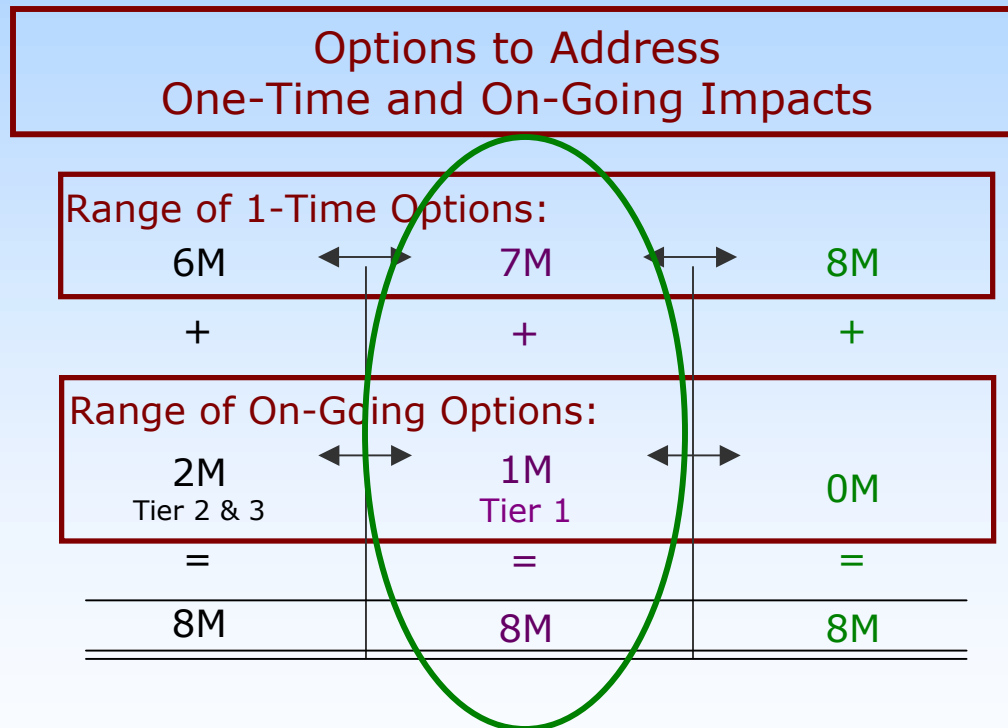 Options to Address
One-Time and On-Going Impacts
Range of 1-Time Options:
6M 7M 8M
+ + +
Range of On-Going Options:
2M 1M 0M
Tier 2 & 3 Tier 1
= = =
8M 8M 8M